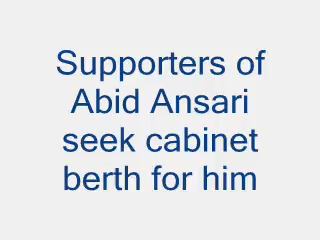 Supporters of
Abid Ansari
seek cabinet
berth for him